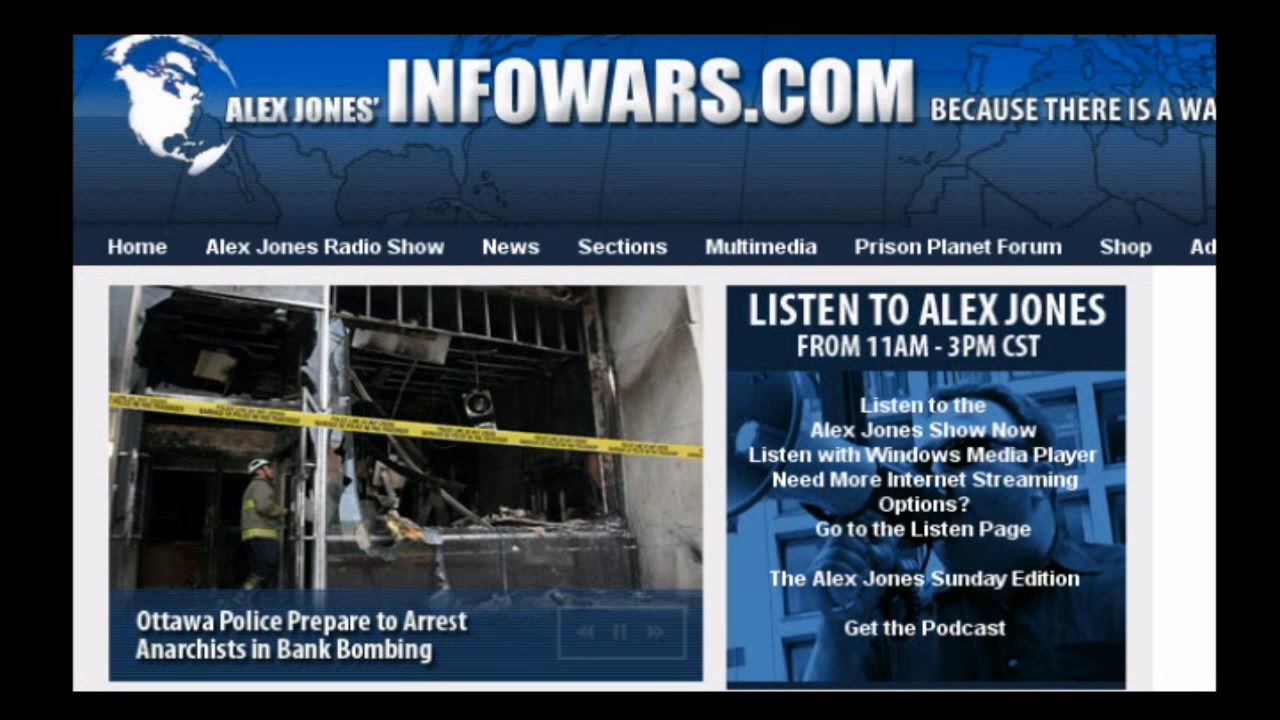 ALEX JONES' INFOWARS.COM BECAUSE THERE IS A WA
Home Alex Jones Radio Show News Sections Multimedia Prison Planet Forum Shop Ad
Ottawa Police Prepare to Arrest
Anarchists in Bank Bombing
LISTEN TO ALEX JONES
FROM 11AM - 3PM CST
Listen to the
Alex Jones Show Now
Listen with Windows Media Player
Need More Internet Streaming
Options?
Go to the Listen Page
The Alex Jones Sunday Edition
Get the Podcast